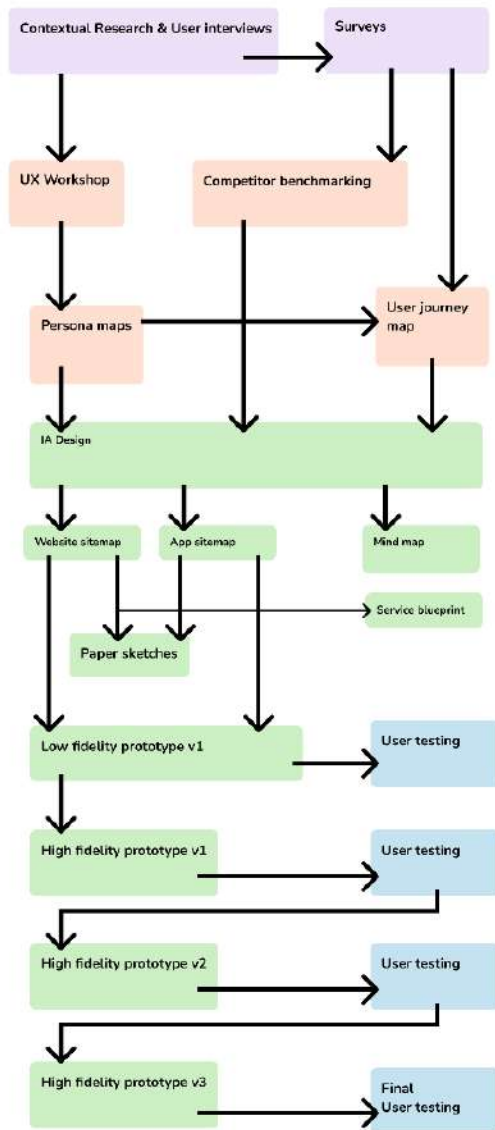 Contextual Research & User interviews
Surveys
UX Workshop
Competitor benchmarking
Persona maps
User journey
map
IA Design
Website sitemap
App sitemap
Mind map
Service blueprint
Paper sketches
Low fidelity prototype v1
User testing
High fidelity prototype v1
User testing
High fidelity prototype v2
User testing
High fidelity prototype v3
Final
User testing